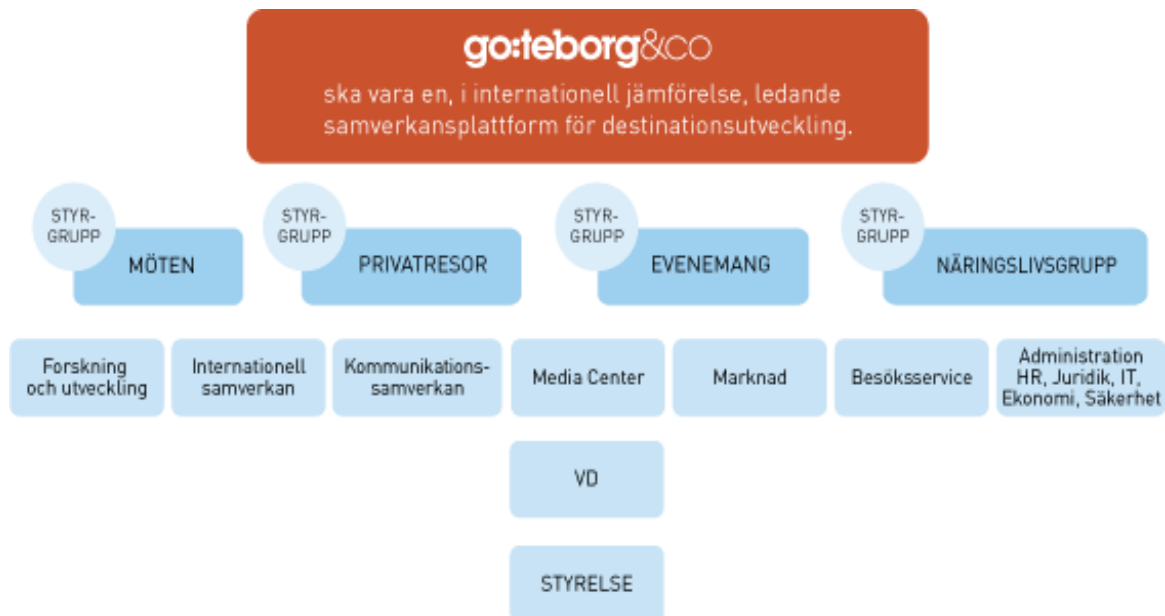 go:teborg&co
ska vara en, i internationell jämförelse, ledande
samverkansplattform för destinationsutveckling.
STYR-
GRUPP
MÖTEN
STYR-
GRUPP
PRIVATRESOR
STYR-
GRUPP
EVENEMANG
STYR-
GRUPP
NÄRINGSLIVSGRUPP
Forskning
och utveckling
Internationell
samverkan
Kommunikations-
samverkan
Media Center
Marknad
Besöksservice
Administration
HR, Juridik, IT,
Ekonomi, Säkerhet
VD
STYRELSE